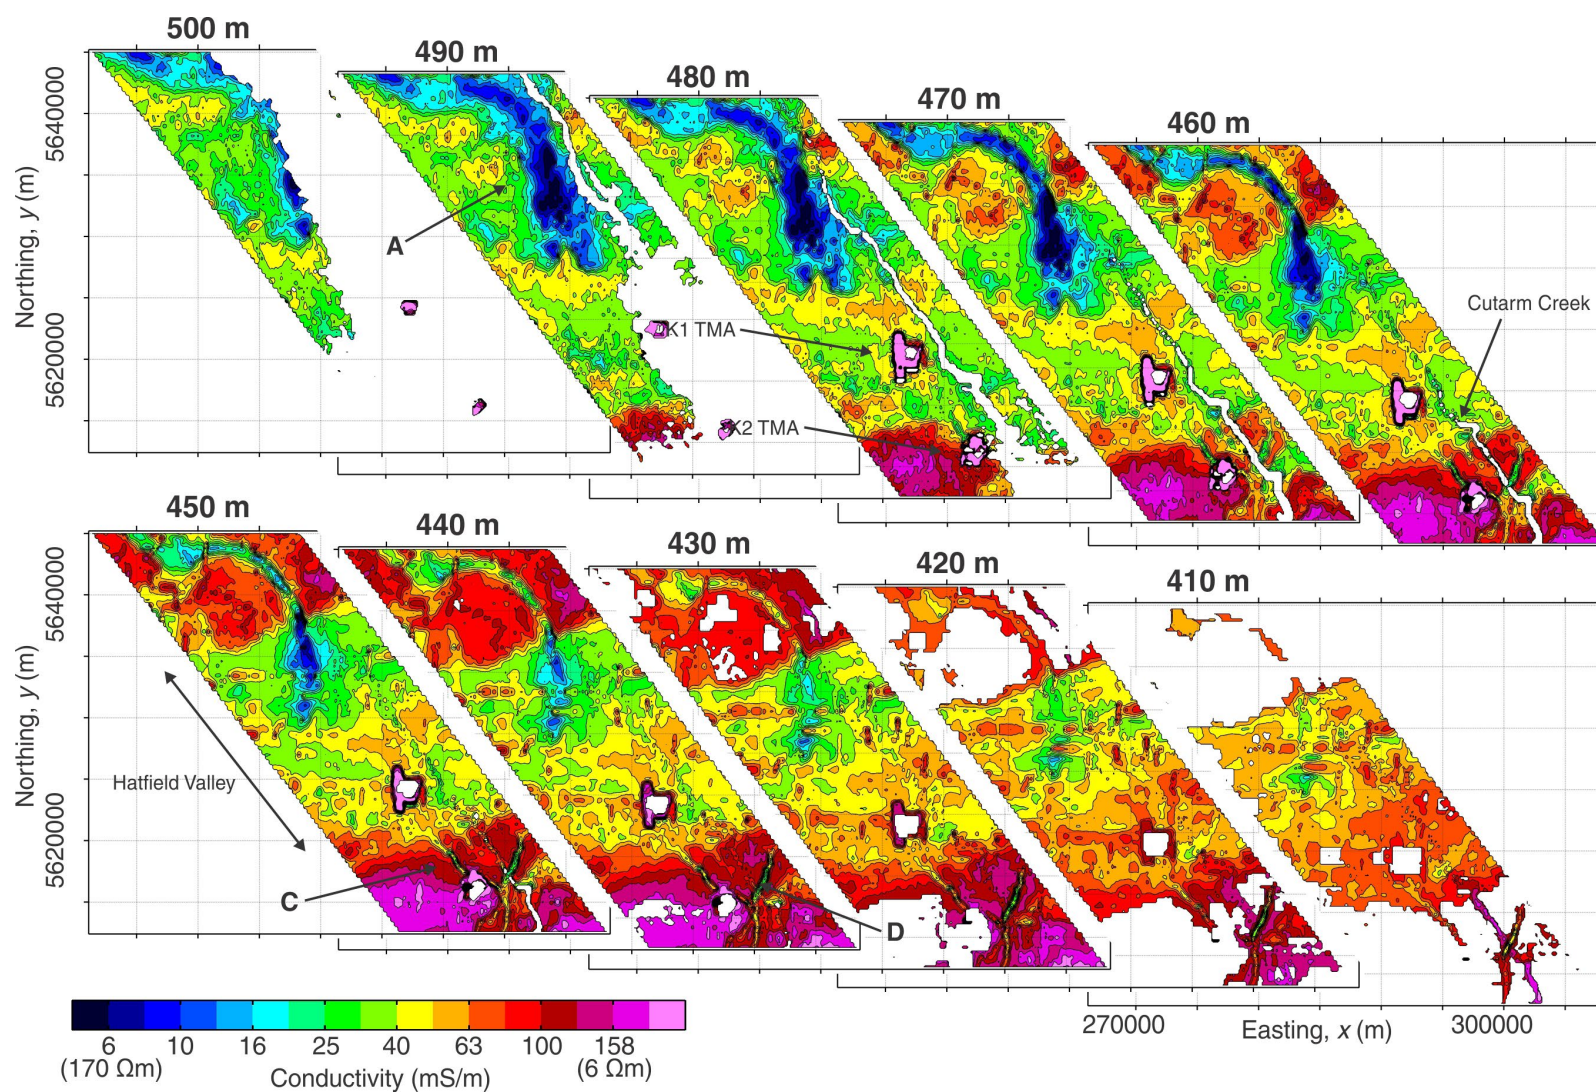 500 m
490 m
480 m
470 m
460 m
Northing, y (m)
5640000
5620000
A
K1 TMA
K2 TMA
Cutarm Creek
450 m
440 m
430 m
420 m
410 m
Northing, y (m)
5640000
5620000
Hatfield Valley
C
D
6 10 16 25 40 63 100 158
(170 Ωm) (6 Ωm)
Conductivity (mS/m)
270000 Easting, x (m) 300000